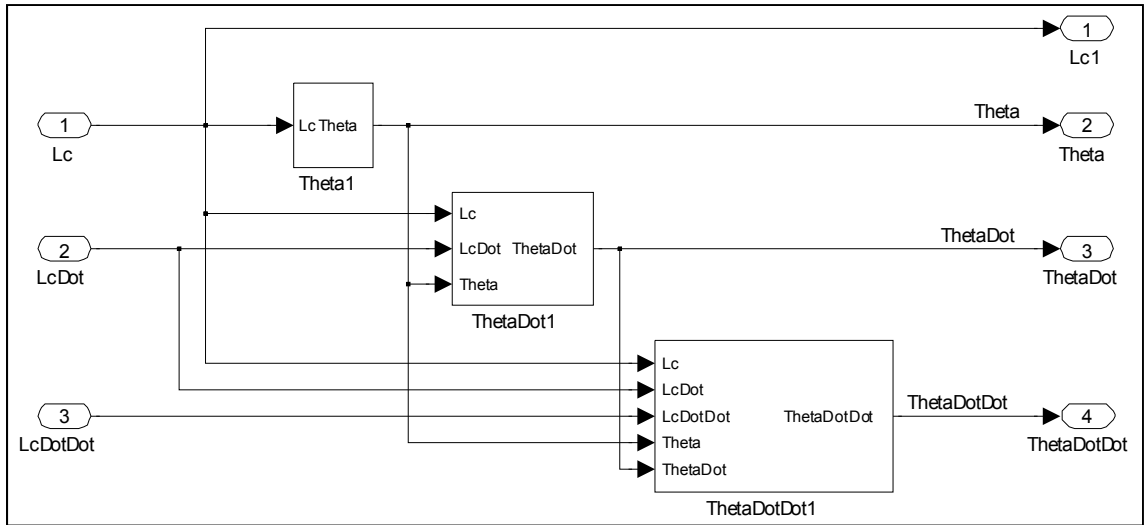 1
Lc1
1
Lc
Lc Theta
Theta1
Theta
2
Theta
2
LcDot
Lc
LcDot
Theta
ThetaDot
ThetaDot1
ThetaDot
3
ThetaDot
3
LcDotDot
Lc
LcDot
LcDotDot
Theta
ThetaDot
ThetaDotDot
ThetaDotDot1
ThetaDotDot
4
ThetaDotDot